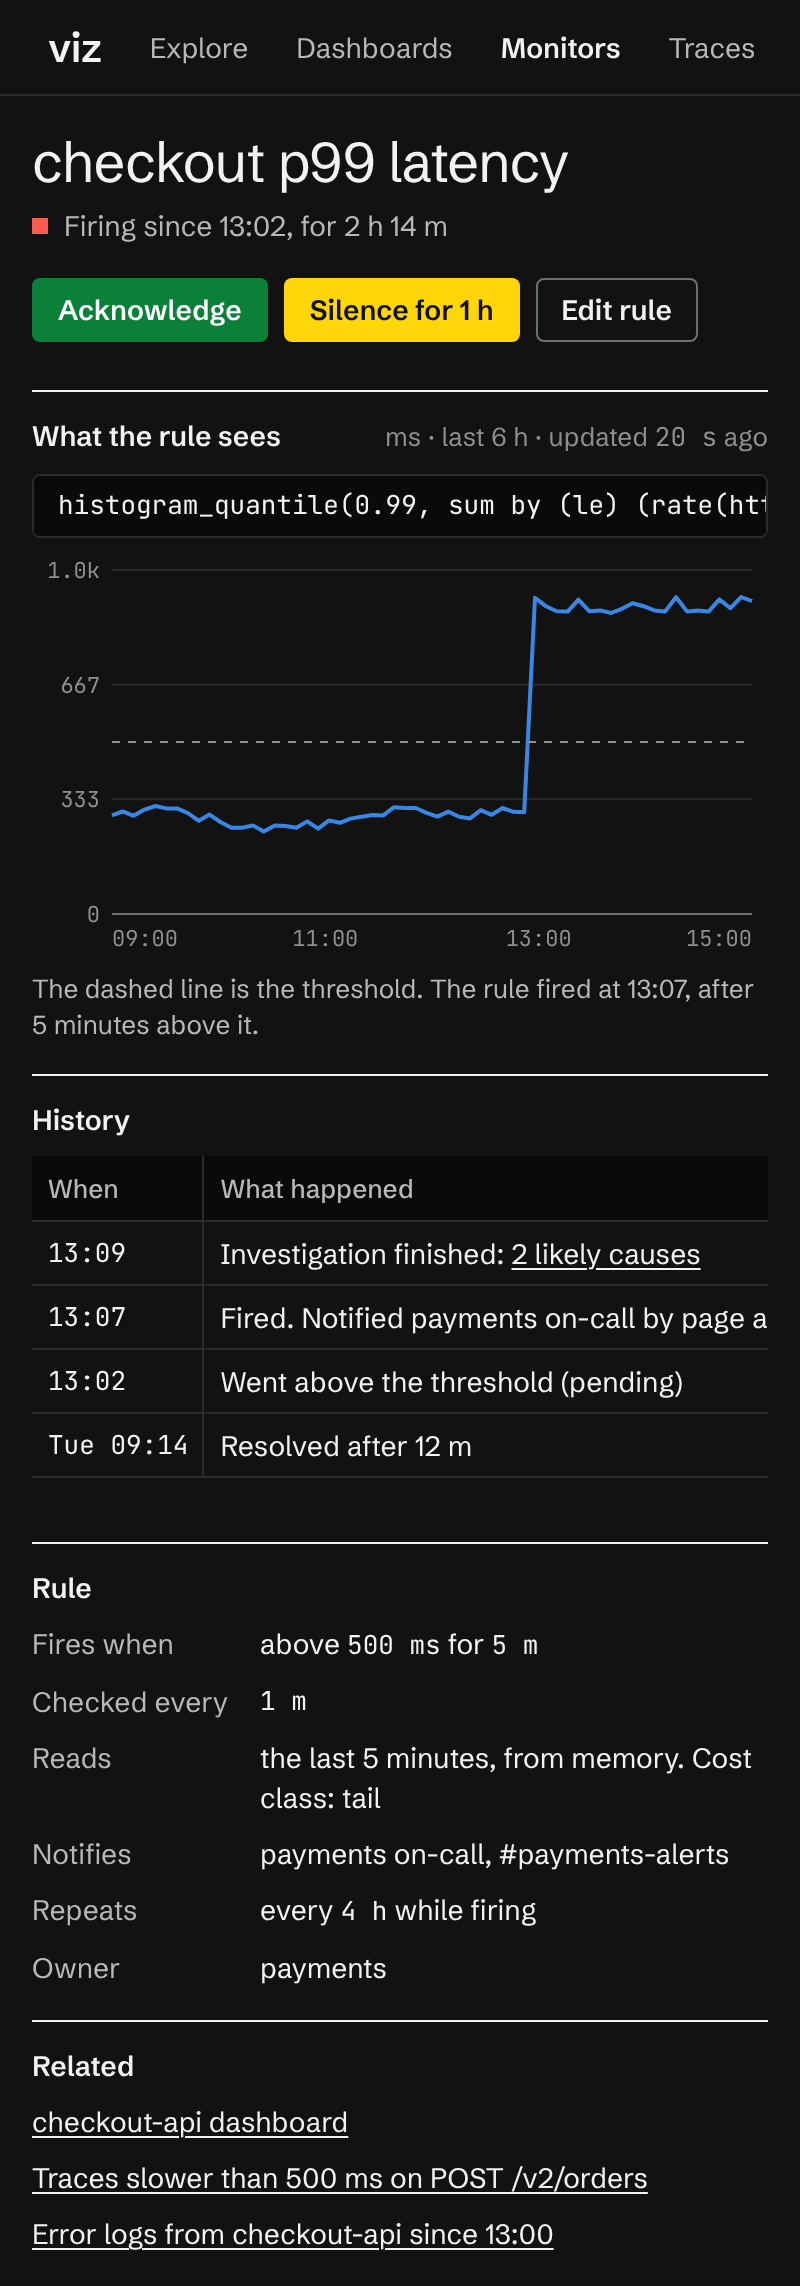 viz Explore Dashboards Monitors Traces
checkout p99 latency
Firing since 13:02, for 2 h 14 m
Acknowledge Silence for 1 h Edit rule
What the rule sees ms · last 6 h · updated 20 s ago
histogram_quantile(0.99, sum by (le) (rate(htt
1.0k
667
333
0
09:00 11:00 13:00 15:00
The dashed line is the threshold. The rule fired at 13:07, after
5 minutes above it.
History
When What happened
13:09 Investigation finished: 2 likely causes
13:07 Fired. Notified payments on-call by page a
13:02 Went above the threshold (pending)
Tue 09:14 Resolved after 12 m
Rule
Fires when above 500 ms for 5 m
Checked every 1 m
Reads the last 5 minutes, from memory. Cost
class: tail
Notifies payments on-call, #payments-alerts
Repeats every 4 h while firing
Owner payments
Related
checkout-api dashboard
Traces slower than 500 ms on POST /v2/orders
Error logs from checkout-api since 13:00